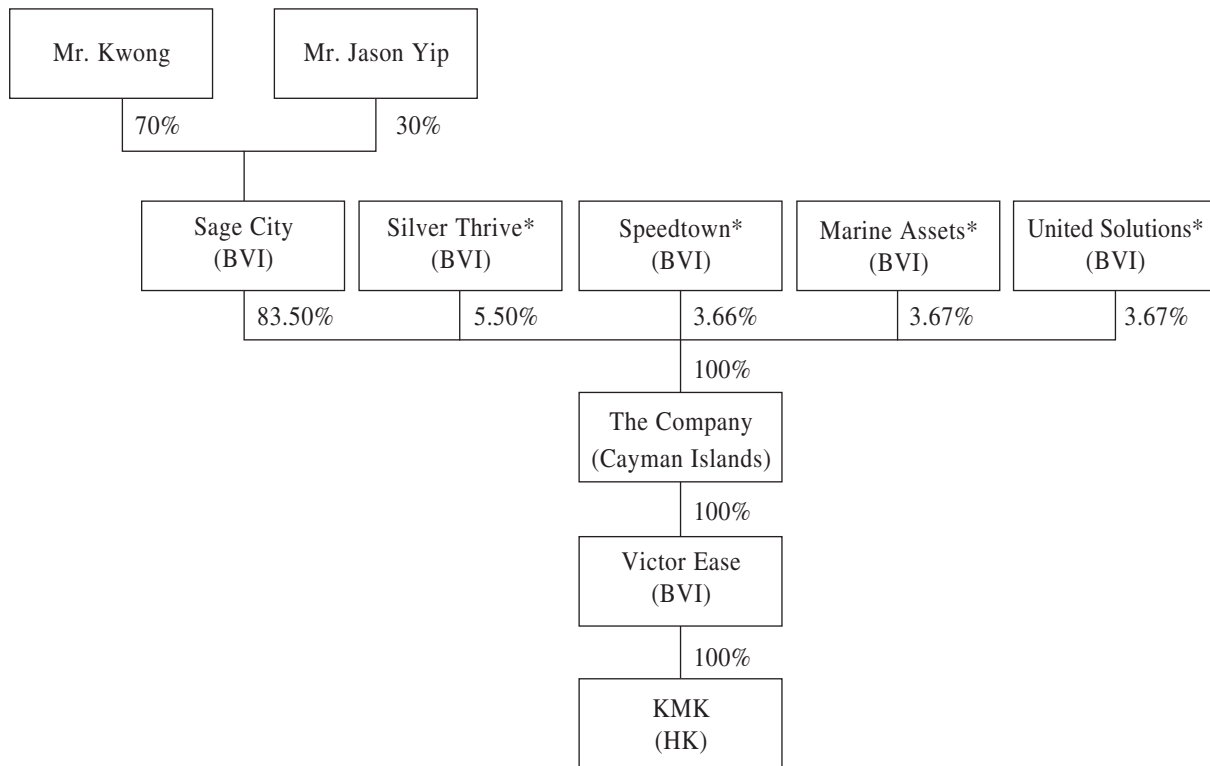 Mr. Kwong
Mr. Jason Yip
70%
30%
Sage City
(BVI)
Silver Thrive*
(BVI)
Speedtown*
(BVI)
Marine Assets*
(BVI)
United Solutions*
(BVI)
83.50%
5.50%
3.66%
3.67%
3.67%
100%
The Company
(Cayman Islands)
100%
Victor Ease
(BVI)
100%
KMK
(HK)